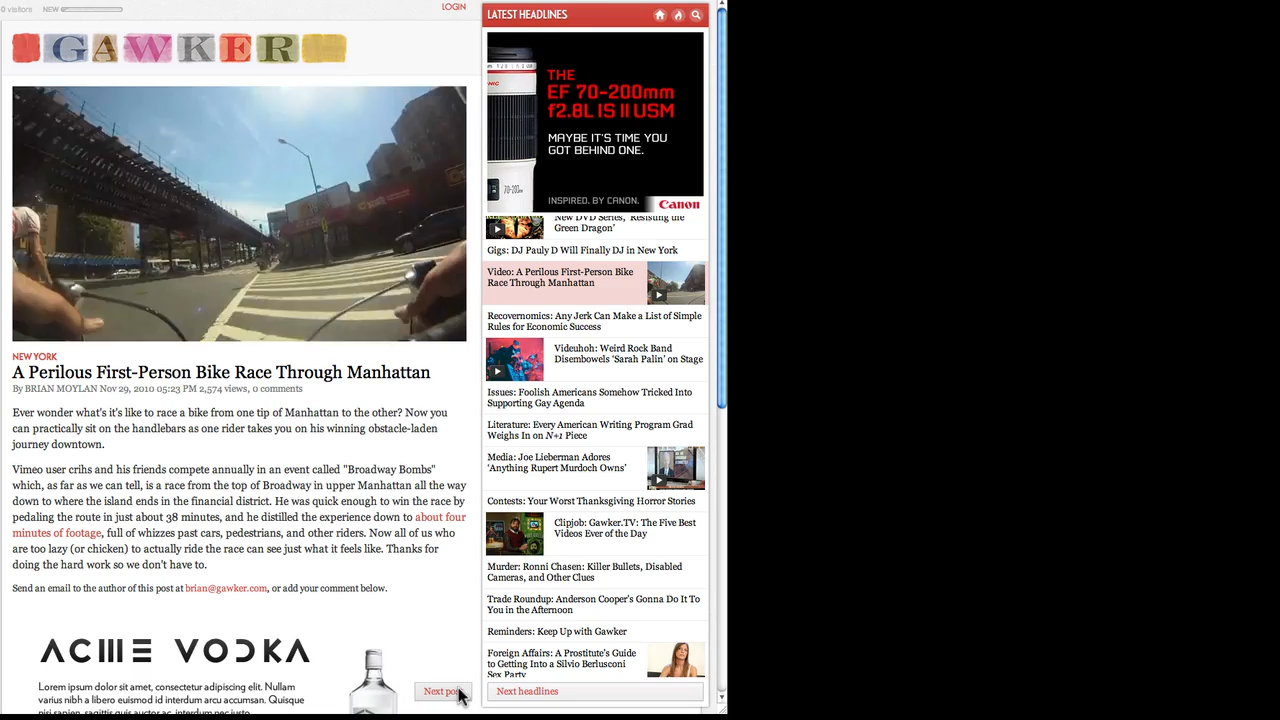 0 visitors NEW
LOGIN
GAWKER
NEW YORK
A Perilous First-Person Bike Race Through Manhattan
By BRIAN MOYLAN Nov 29, 2010 05:23 PM 2,574 views, 0 comments
Ever wonder what's it's like to race a bike from one tip of Manhattan to the other? Now you
can practically sit on the handlebars as one rider takes you on his winning obstacle-laden
journey downtown.
Vimeo user crihs and his friends compete annually in an event called "Broadway Bombs"
which, as far as we can tell, is a race from the top of Broadway in upper Manhattan all the way
down to where the island ends in the financial district. He was quick enough to win the race by
pedaling the route in just about 38 minutes, and he distilled the experience down to about four
minutes of footage, full of whizzes past cars, pedestrians, and other riders. Now all of us who
are too lazy (or chicken) to actually ride the race can see just what it feels like. Thanks for
doing the hard work so we don't have to.
Send an email to the author of this post at brian@gawker.com, or add your comment below.
ACME VODKA
Lorem ipsum dolor sit amet, consectetur adipiscing elit. Nullam
varius nibh a libero euismod id interdum arcu accumsan. Quisque
nisi sapien, sagittis quis auctor ac, interdum nec justo
Next
LATEST HEADLINES
THE
EF 70-200mm
f2.8L IS II USM
MAYBE IT'S TIME YOU
GOT BEHIND ONE.
70-200mm
INSPIRED. BY CANON.
Canon
New DVD Series, 'Resisting the
Green Dragon'
Gigs: DJ Pauly D Will Finally DJ in New York
Video: A Perilous First-Person Bike
Race Through Manhattan
Recovernomics: Any Jerk Can Make a List of Simple
Rules for Economic Success
Videuhoh: Weird Rock Band
Disembowels 'Sarah Palin' on Stage
Issues: Foolish Americans Somehow Tricked Into
Supporting Gay Agenda
Literature: Every American Writing Program Grad
Weighs In on N+1 Piece
Media: Joe Lieberman Adores
'Anything Rupert Murdoch Owns'
Contests: Your Worst Thanksgiving Horror Stories
Clipjob: Gawker.TV: The Five Best
Videos Ever of the Day
Murder: Ronni Chasen: Killer Bullets, Disabled
Cameras, and Other Clues
Trade Roundup: Anderson Cooper's Gonna Do It To
You in the Afternoon
Reminders: Keep Up with Gawker
Foreign Affairs: A Prostitute's Guide
to Getting Into a Silvio Berlusconi
Sex Party
Next headlines